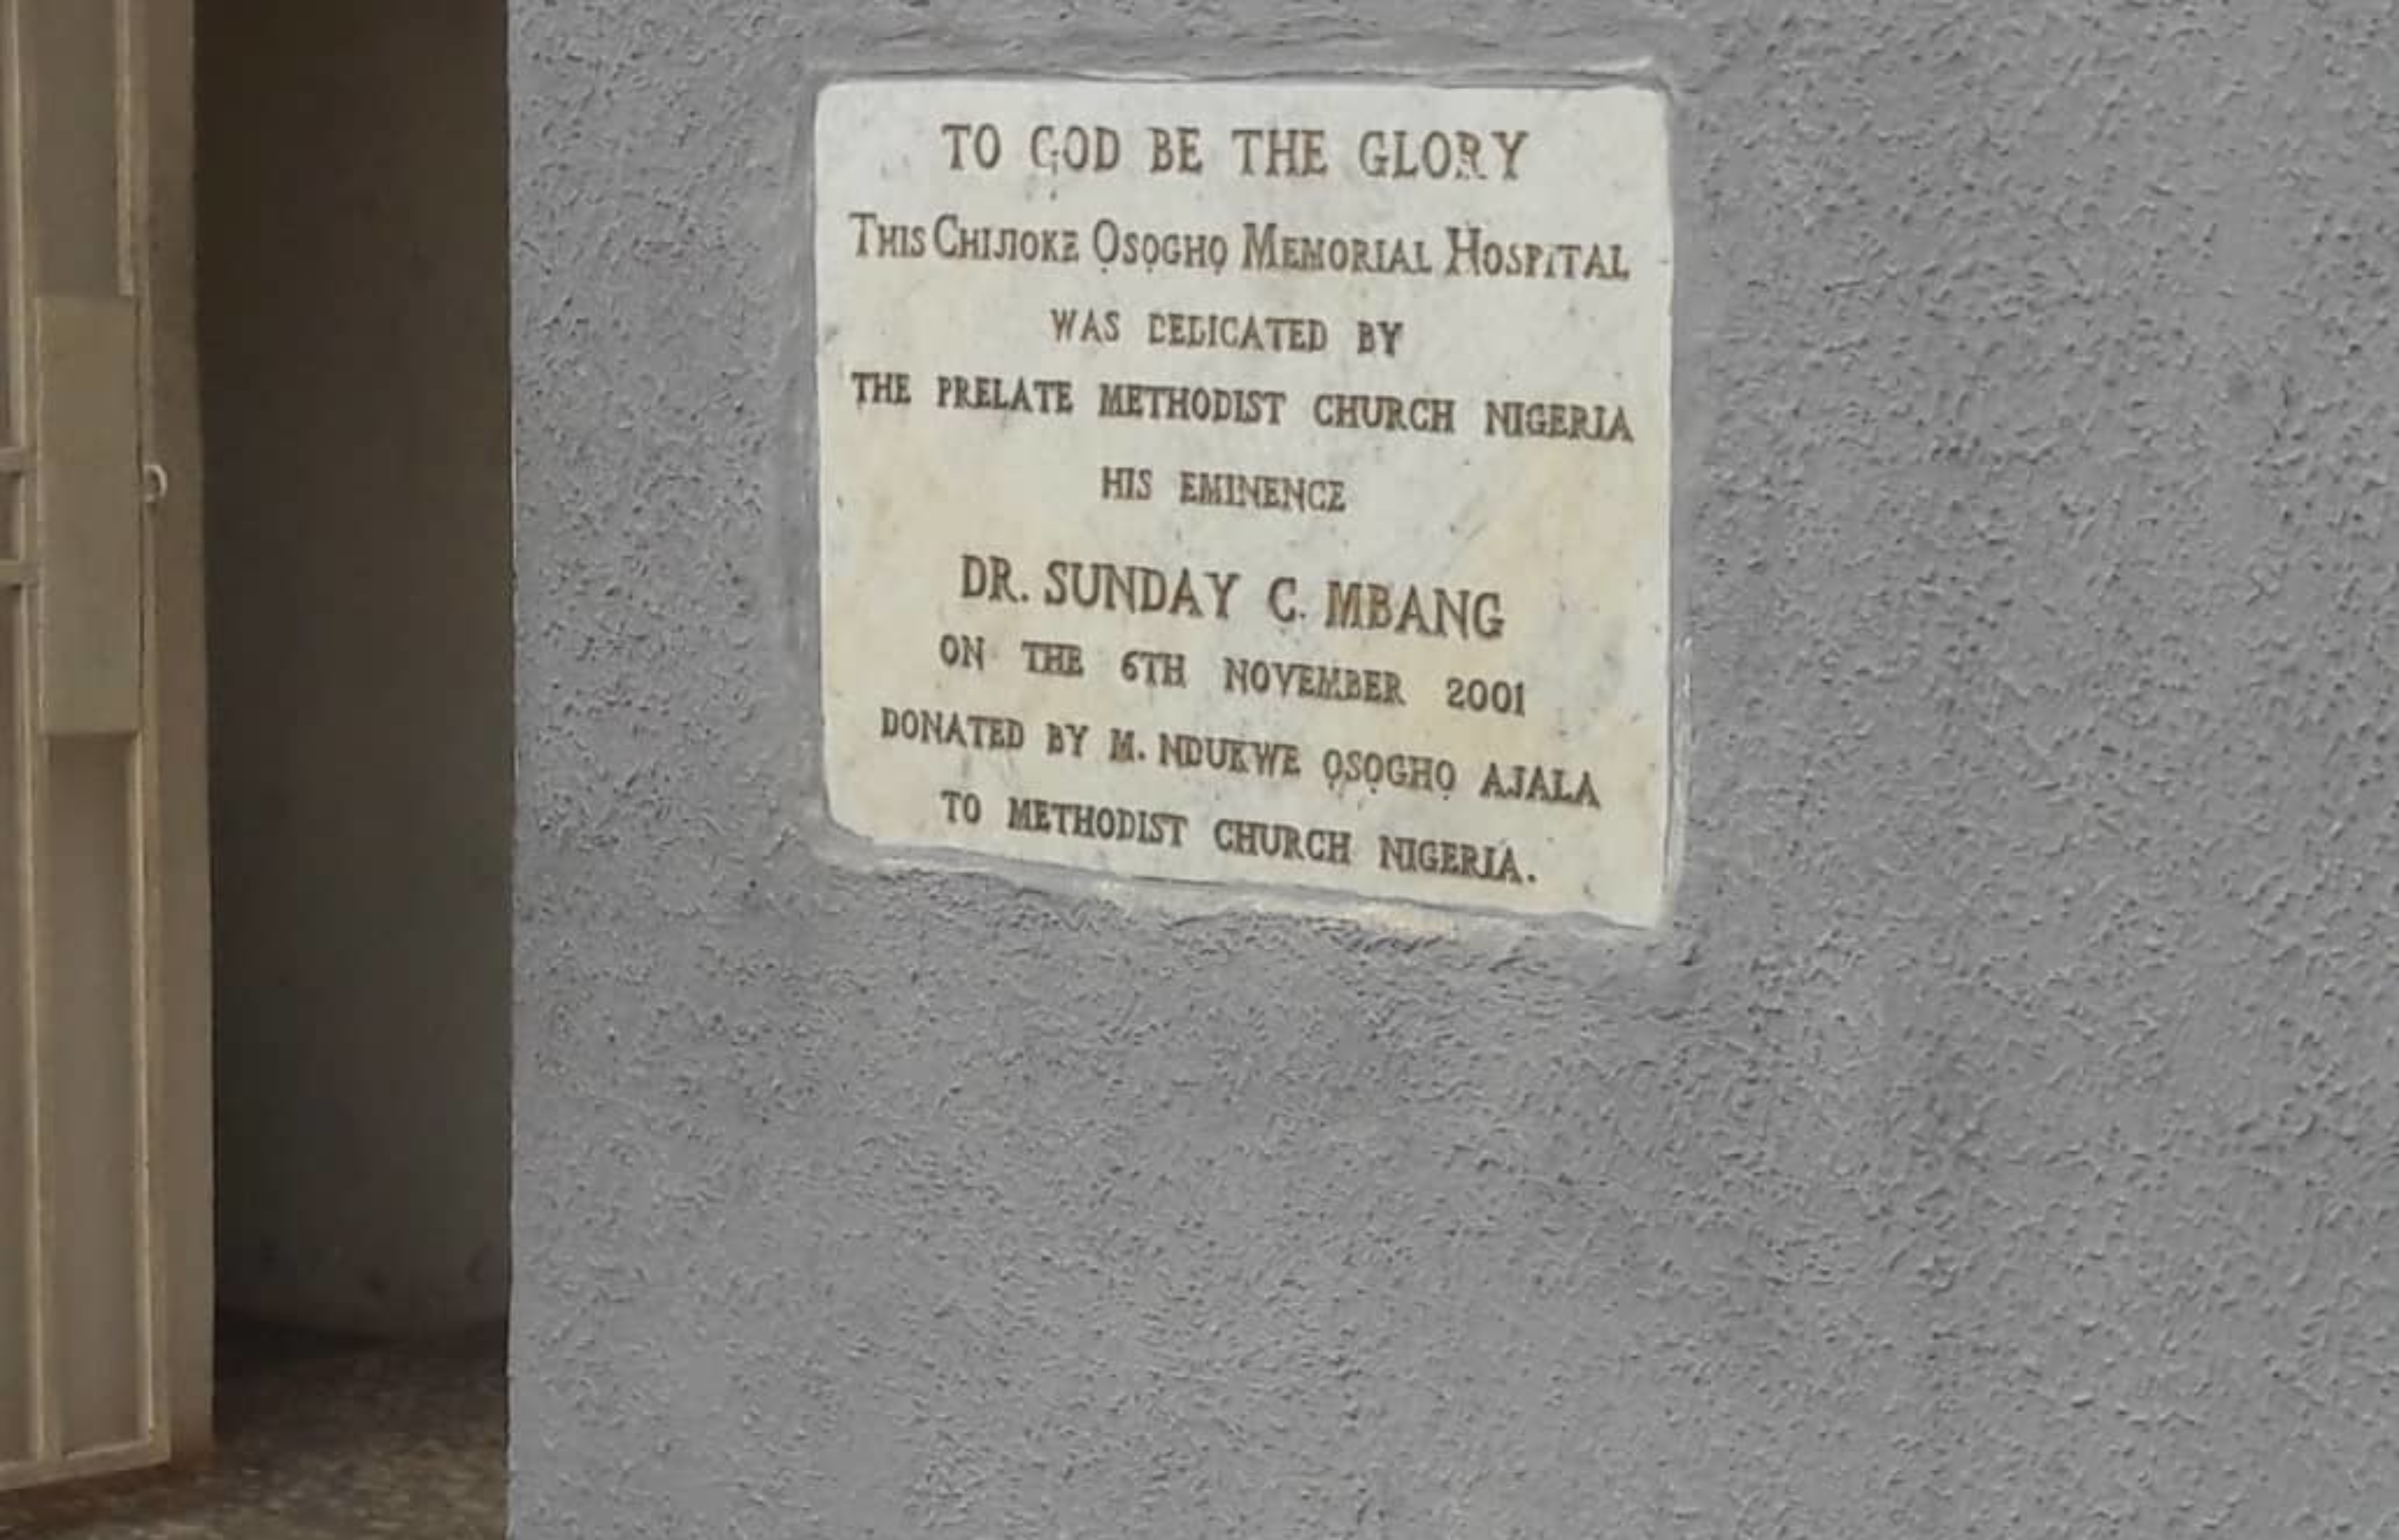 TO GOD BE THE GLORY
THIS CHIJIOKE ỌSỌGHỌ MEMORIAL HOSPITAL
WAS DEDICATED BY
THE PRELATE METHODIST CHURCH NIGERIA
HIS EMINENCE
DR. SUNDAY C. MBANG
ON THE 6TH NOVEMBER 2001
DONATED BY M. NDUKWE ỌSỌGHỌ AJALA
TO METHODIST CHURCH NIGERIA.